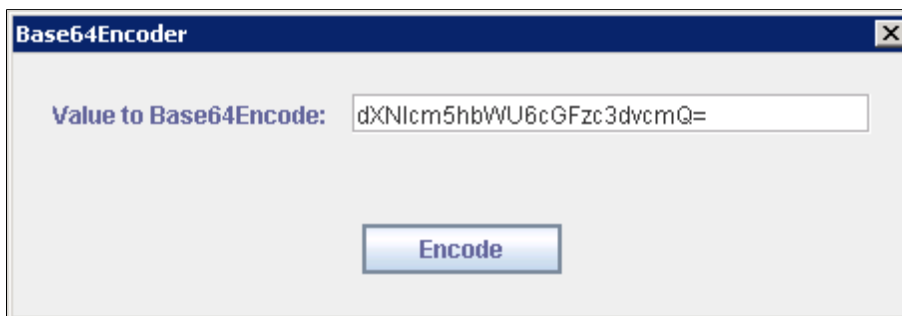 Base64Encoder
Value to Base64Encode: dXNlcm5hbWU6cGFzc3dvcmQ=
Encode